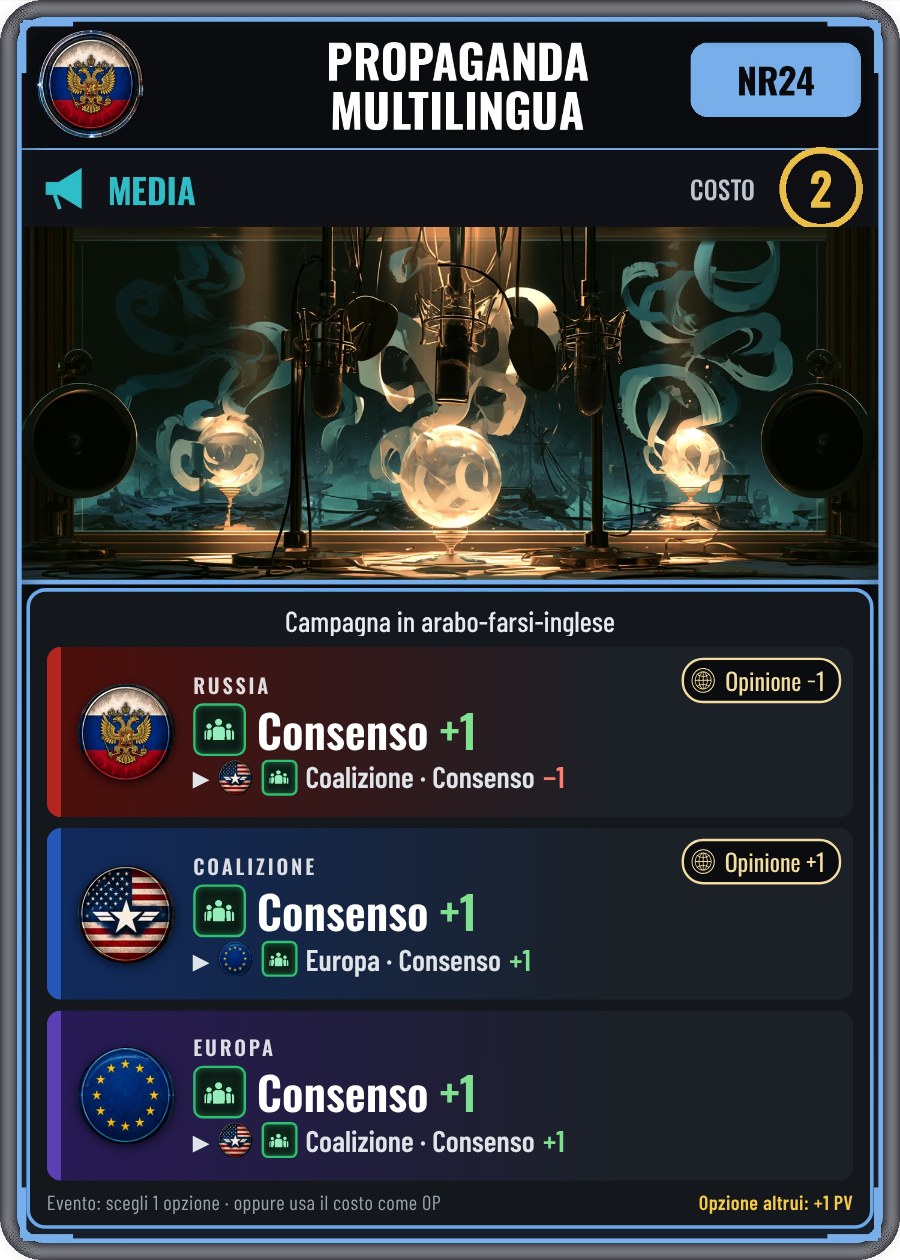 PROPAGANDA
MULTILINGUA
NR24
MEDIA
COSTO
2
Campagna in arabo-farsi-inglese
RUSSIA
Opinione −1
Consenso +1
▶ Coalizione · Consenso −1
COALIZIONE
Opinione +1
Consenso +1
▶ Europa · Consenso +1
EUROPA
Consenso +1
▶ Coalizione · Consenso +1
Evento: scegli 1 opzione · oppure usa il costo come OP
Opzione altrui: +1 PV